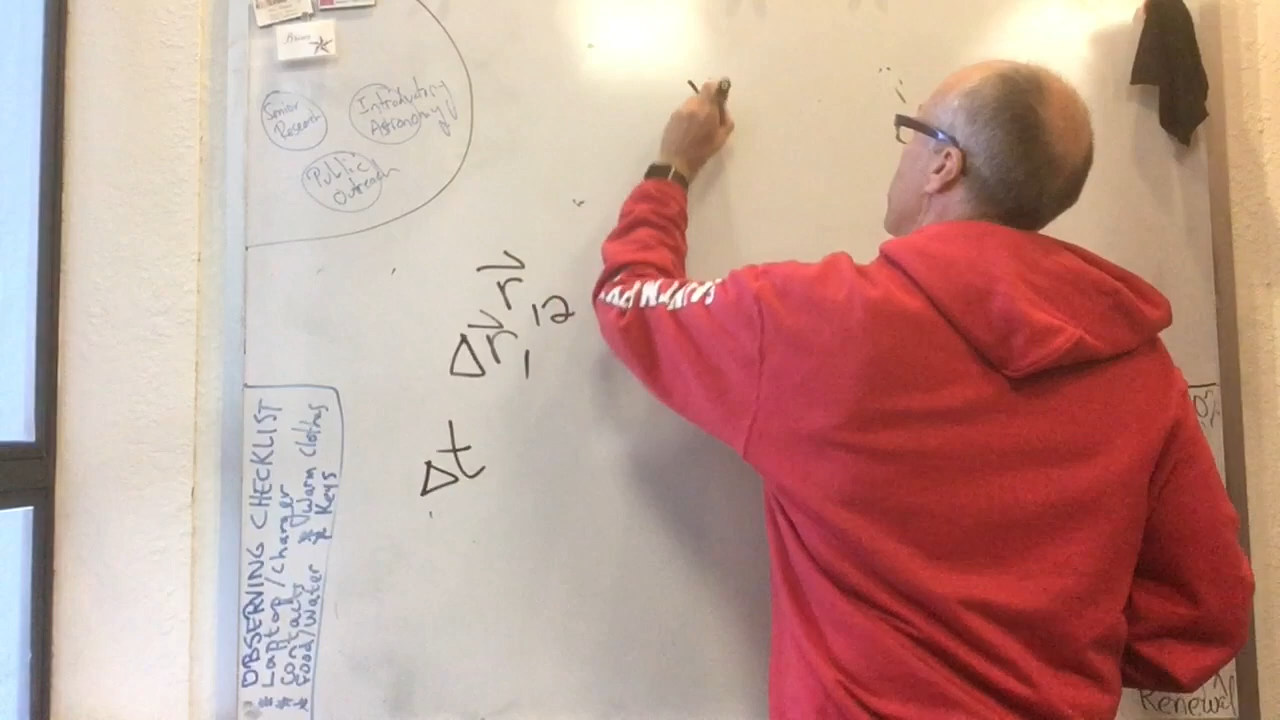 Senior
Research
Introductory
Astronomy
Public
Outreach
r⃗₁₂
Δr⃗₁
Δt
OBSERVING CHECKLIST
* Laptop/Charger
* Contacts * Warm clothes
* Food/Water * Keys
0%
Renewal